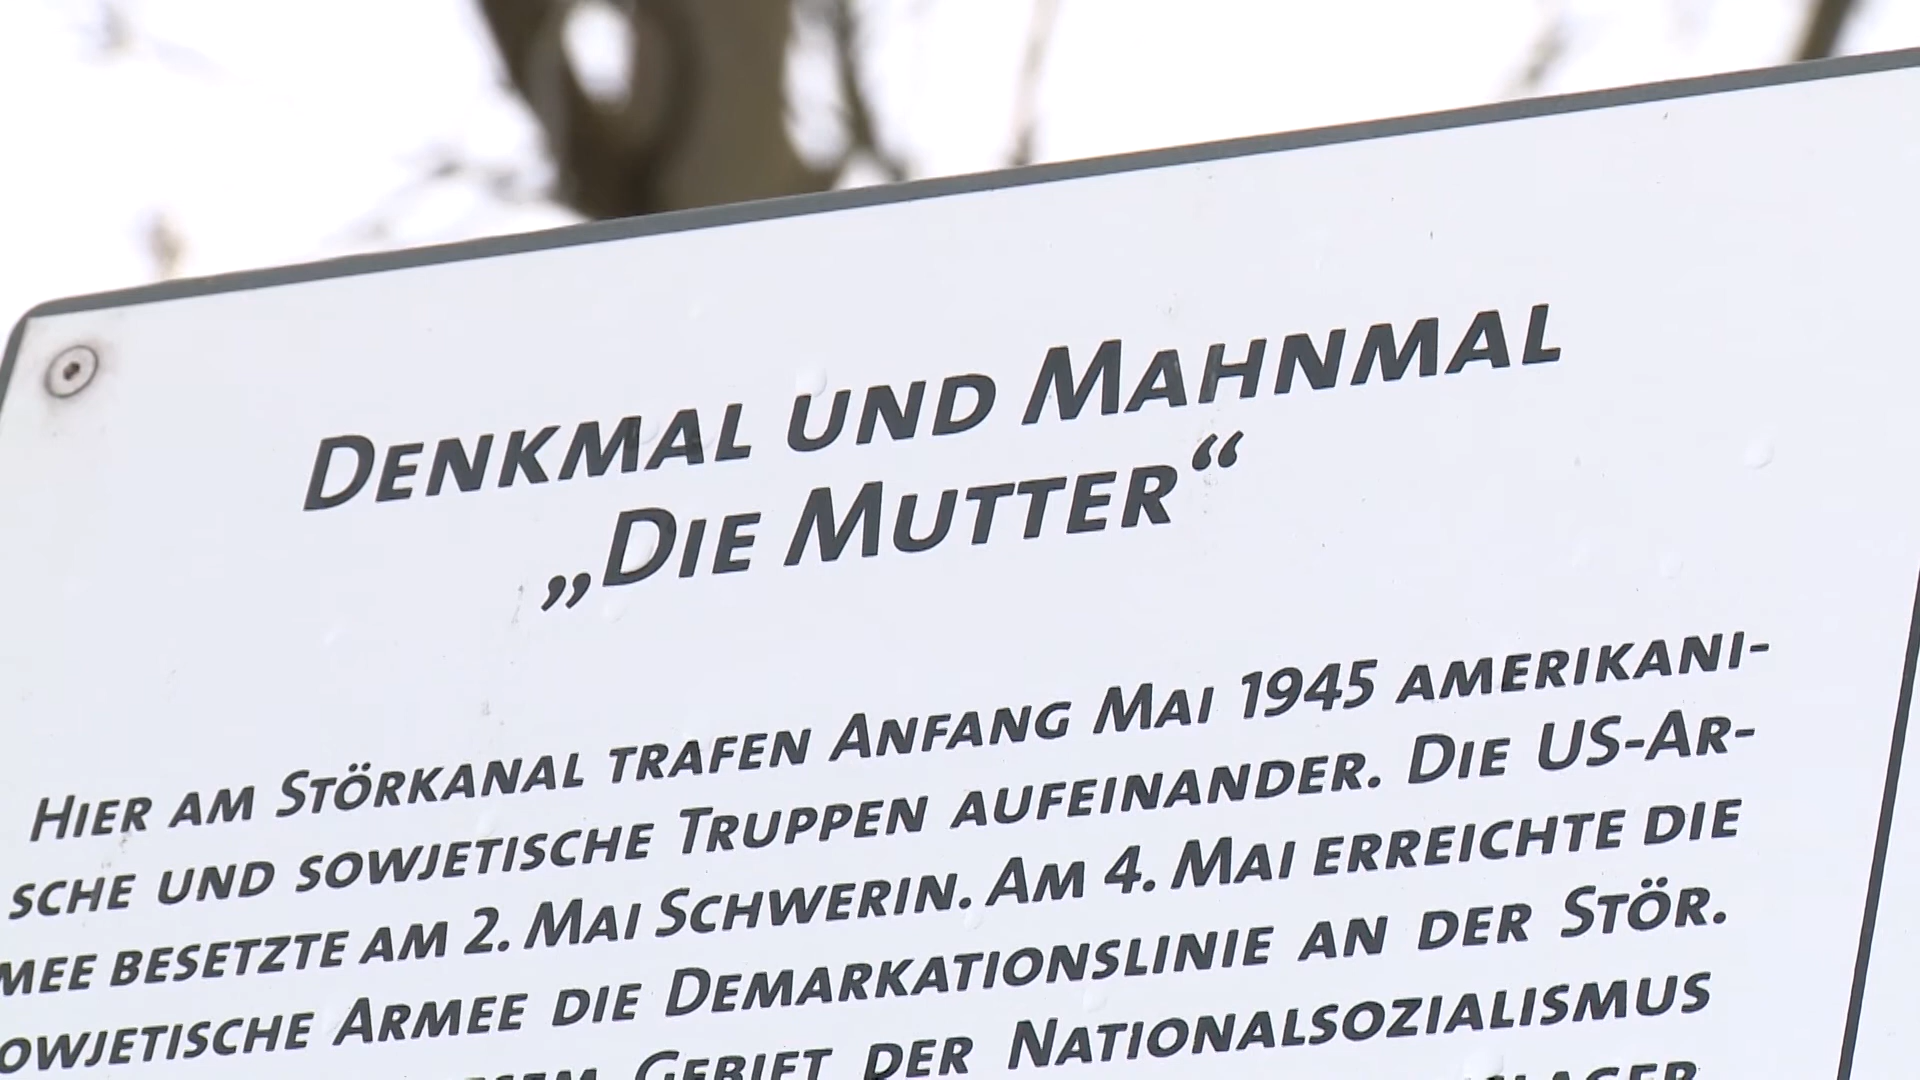 DENKMAL UND MAHNMAL
„DIE MUTTER“
HIER AM STÖRKANAL TRAFEN ANFANG MAI 1945 AMERIKANI-
SCHE UND SOWJETISCHE TRUPPEN AUFEINANDER. DIE US-AR-
MEE BESETZTE AM 2. MAI SCHWERIN. AM 4. MAI ERREICHTE DIE
OWJETISCHE ARMEE DIE DEMARKATIONSLINIE AN DER STÖR.
GEBIET DER NATIONALSOZIALISMUS